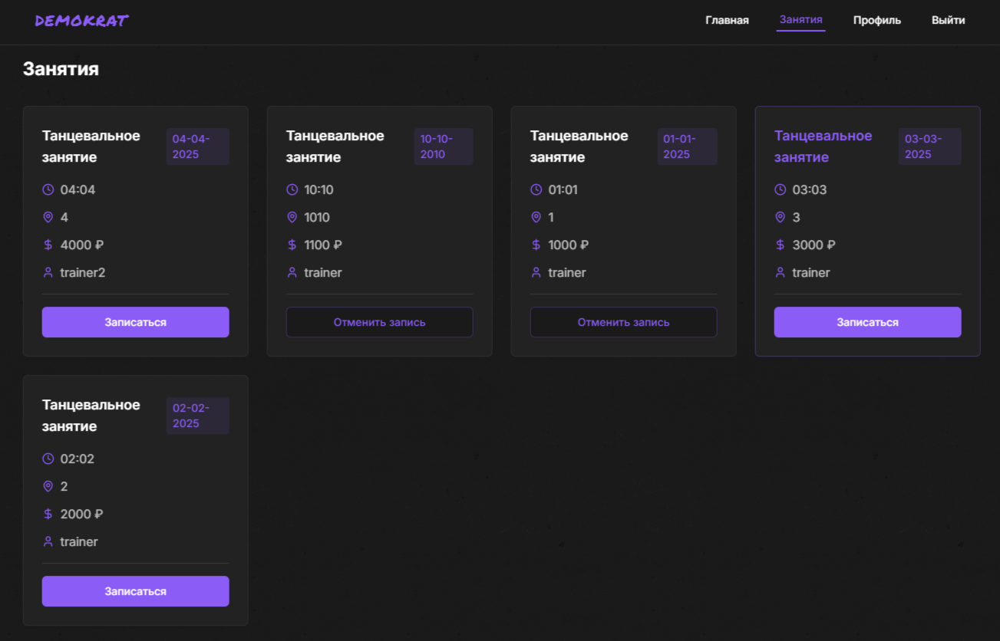 DEMOKRAT
Главная
Занятия
Профиль
Выйти
Занятия
Танцевальное
занятие
04-04-
2025
04:04
4
$ 4000 ₽
trainer2
Записаться
Танцевальное
занятие
10-10-
2010
10:10
1010
$ 1100 ₽
trainer
Отменить запись
Танцевальное
занятие
01-01-
2025
01:01
1
$ 1000 ₽
trainer
Отменить запись
Танцевальное
занятие
03-03-
2025
03:03
3
$ 3000 ₽
trainer
Записаться
Танцевальное
занятие
02-02-
2025
02:02
2
$ 2000 ₽
trainer
Записаться